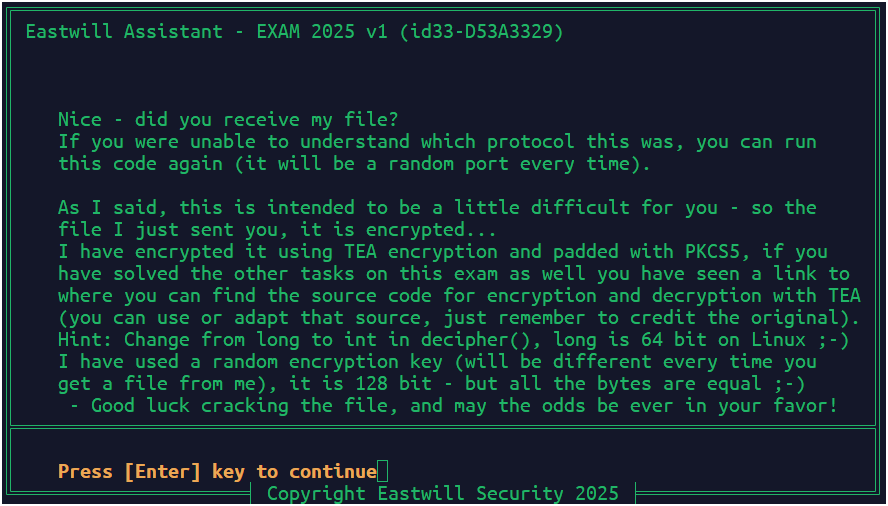 Eastwill Assistant - EXAM 2025 v1 (id33-D53A3329)
Nice - did you receive my file?
If you were unable to understand which protocol this was, you can run
this code again (it will be a random port every time).
As I said, this is intended to be a little difficult for you - so the
file I just sent you, it is encrypted...
I have encrypted it using TEA encryption and padded with PKCS5, if you
have solved the other tasks on this exam as well you have seen a link to
where you can find the source code for encryption and decryption with TEA
(you can use or adapt that source, just remember to credit the original).
Hint: Change from long to int in decipher(), long is 64 bit on Linux ;-)
I have used a random encryption key (will be different every time you
get a file from me), it is 128 bit - but all the bytes are equal ;-)
- Good luck cracking the file, and may the odds be ever in your favor!
Press [Enter] key to continue
Copyright Eastwill Security 2025